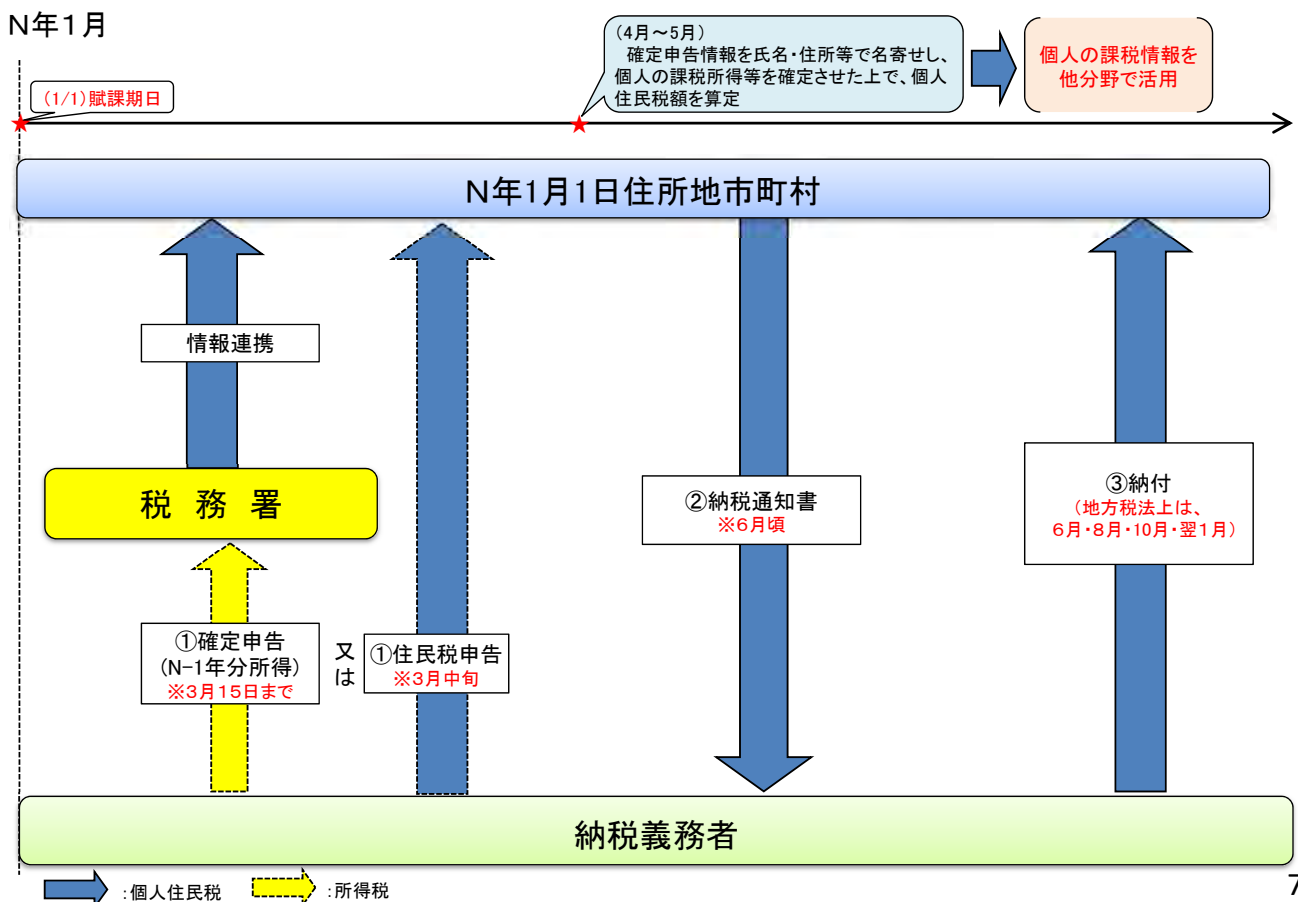 N年1月
(1/1)賦課期日
(4月~5月)
確定申告情報を氏名・住所等で名寄せし、
個人の課税所得等を確定させた上で、個人
住民税額を算定
個人の課税情報を
他分野で活用
N年1月1日住所地市町村
情報連携
税 務 署
①確定申告
(N-1年分所得)
※3月15日まで
又
は
①住民税申告
※3月中旬
②納税通知書
※6月頃
③納付
(地方税法上は、
6月・8月・10月・翌1月)
納税義務者
:個人住民税
:所得税
7